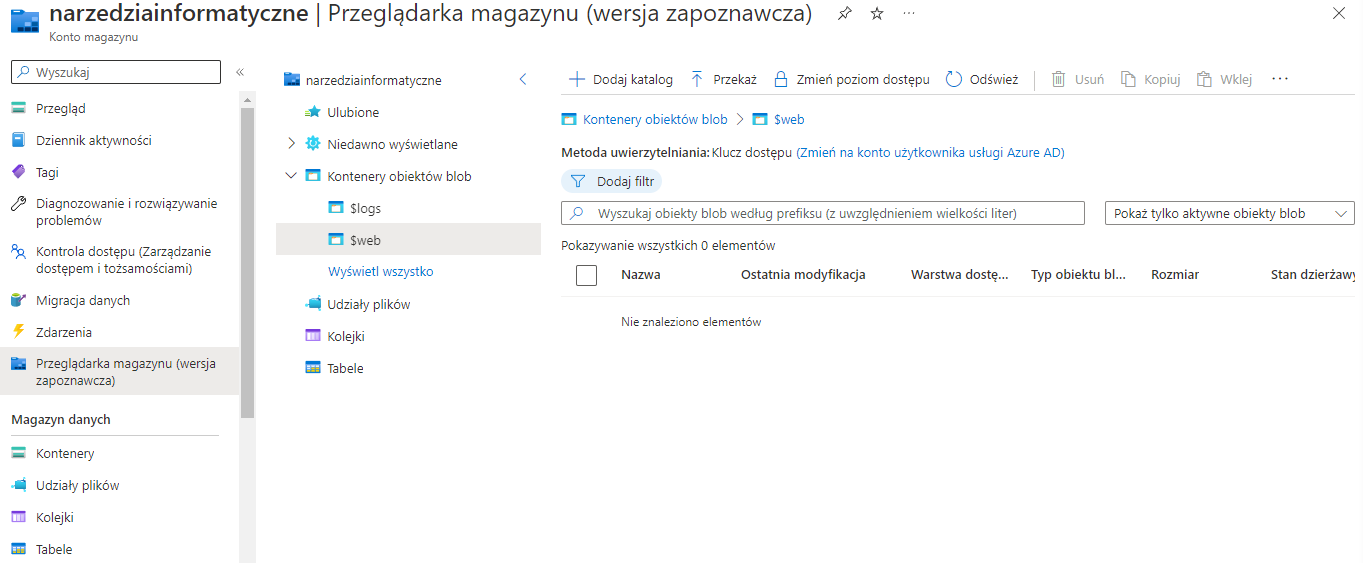 narzedziainformatyczne | Przeglądarka magazynu (wersja zapoznawcza) ...
Konto magazynu
Wyszukaj
Przegląd
Dziennik aktywności
Tagi
Diagnozowanie i rozwiązywanie
problemów
Kontrola dostępu (Zarządzanie
dostępem i tożsamościami)
Migracja danych
Zdarzenia
Przeglądarka magazynu (wersja
zapoznawcza)
Magazyn danych
Kontenery
Udziały plików
Kolejki
Tabele
narzedziainformatyczne
Ulubione
Niedawno wyświetlane
Kontenery obiektów blob
$logs
$web
Wyświetl wszystko
Udziały plików
Kolejki
Tabele
Dodaj katalog Przekaż Zmień poziom dostępu Odśwież Usuń Kopiuj Wklej ...
Kontenery obiektów blob > $web
Metoda uwierzytelniania: Klucz dostępu (Zmień na konto użytkownika usługi Azure AD)
Dodaj filtr
Wyszukaj obiekty blob według prefiksu (z uwzględnieniem wielkości liter) Pokaż tylko aktywne obiekty blob
Pokazywanie wszystkich 0 elementów
Nazwa Ostatnia modyfikacja Warstwa dostę... Typ obiektu bl... Rozmiar Stan dzierżawy
Nie znaleziono elementów